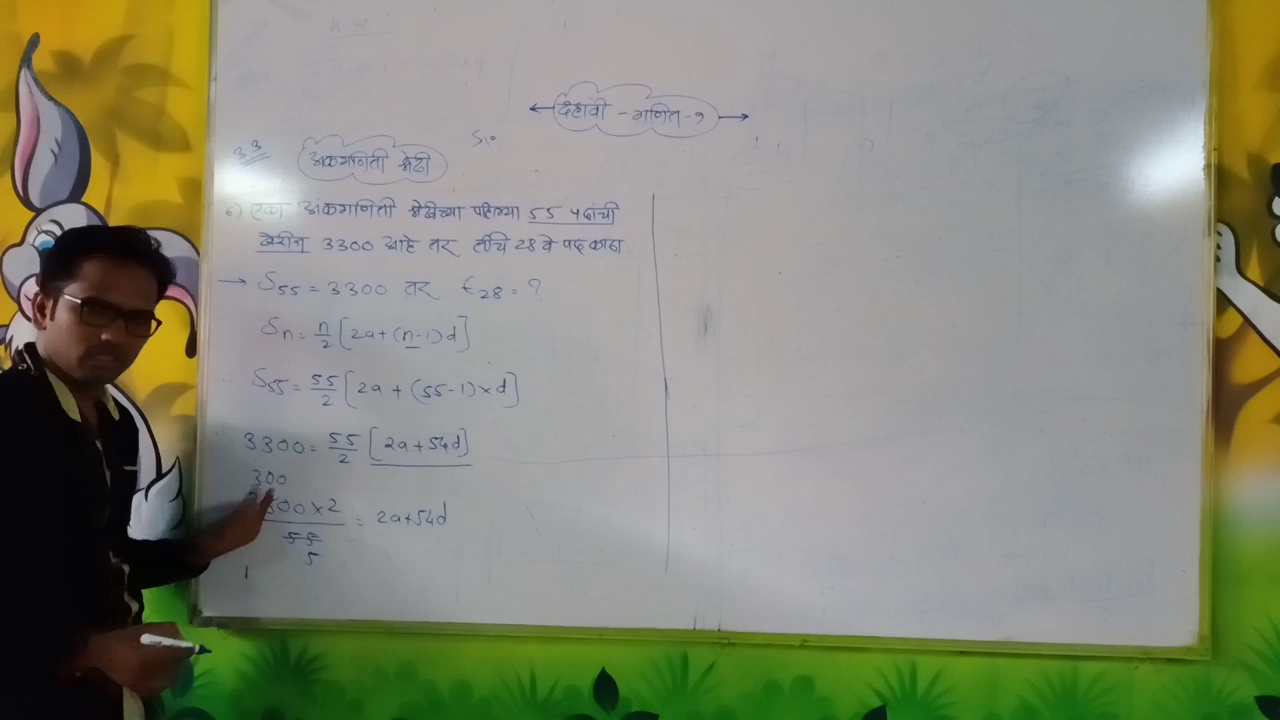 दहावी - गणित - १
S.
3.3
अंकगणिती श्रेढी
6) एका अंकगणिती श्रेढीच्या पहिल्या 55 पदांची
बेरीज 3300 आहे तर तीचे 28 वे पद काढा
→ S55 = 3300 तर t28 = ?
Sn = n/2 [2a + (n-1)d]
S55 = 55/2 [2a + (55-1)×d]
3300 = 55/2 [2a + 54d]
300
3300 × 2 / 55 = 2a + 54d
5